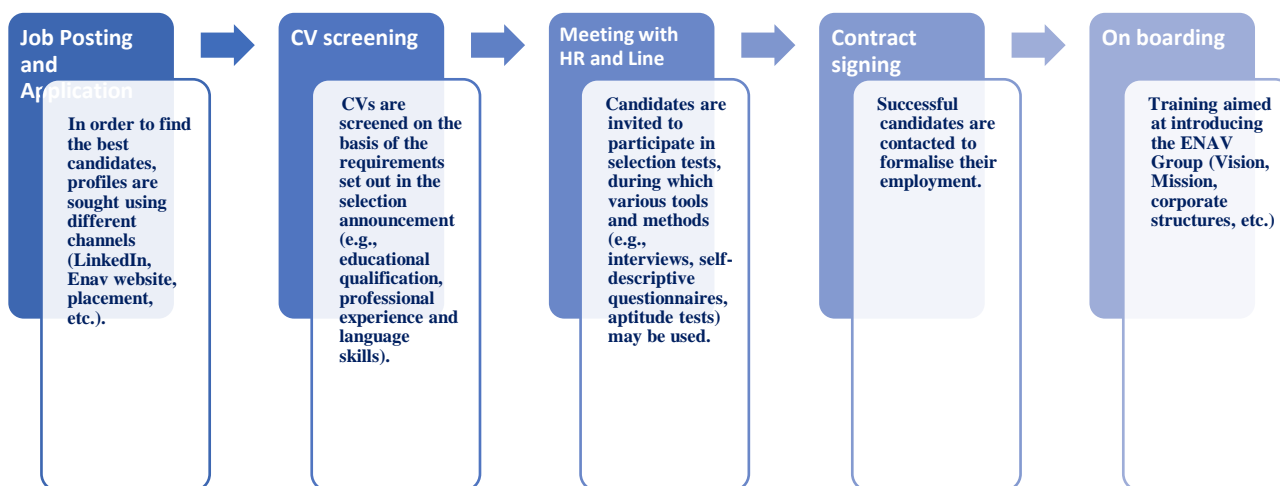 Job Posting
and
Application
In order to find
the best
candidates,
profiles are
sought using
different
channels
(LinkedIn,
Enav website,
placement,
etc.).
CV screening
CVs are
screened on the
basis of the
requirements
set out in the
selection
announcement
(e.g.,
educational
qualification,
professional
experience and
language
skills).
Meeting with
HR and Line
Candidates are
invited to
participate in
selection tests,
during which
various tools
and methods
(e.g.,
interviews, self-
descriptive
questionnaires,
aptitude tests)
may be used.
Contract
signing
Successful
candidates are
contacted to
formalise their
employment.
On boarding
Training aimed
at introducing
the ENAV
Group (Vision,
Mission,
corporate
structures, etc.)